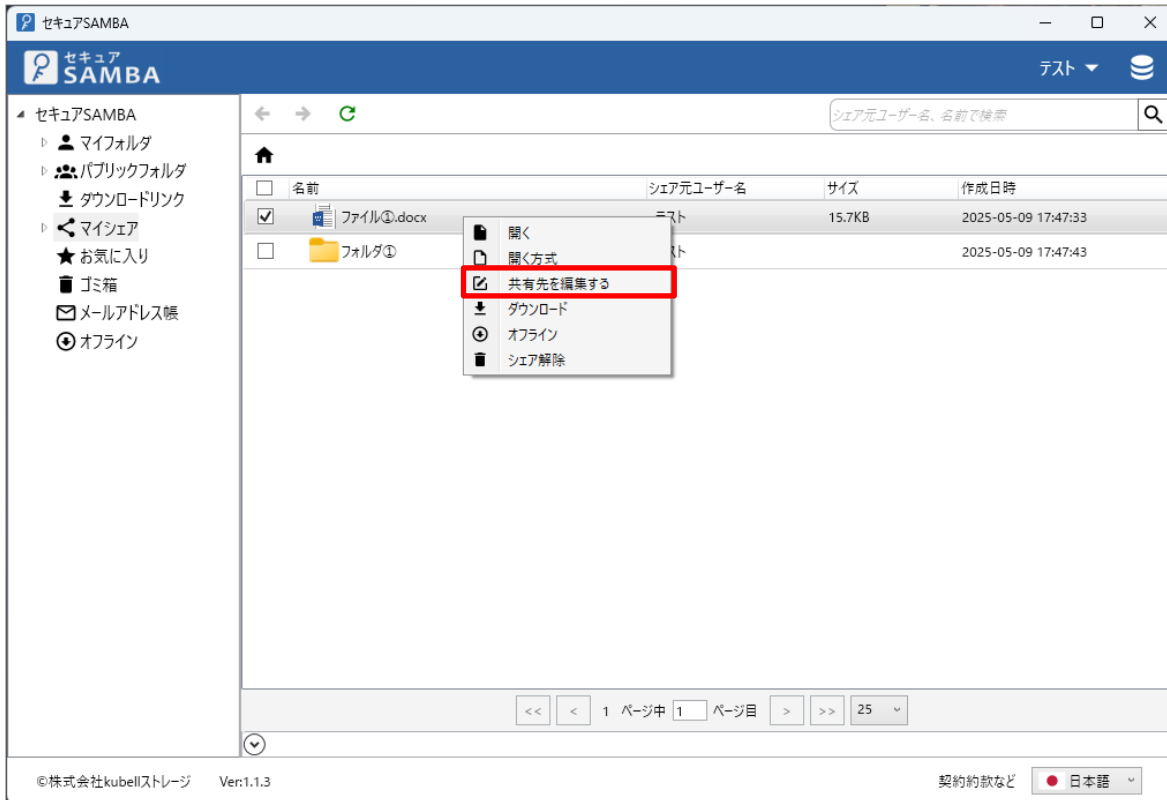 セキュアSAMBA
セキュア
SAMBA
テスト
セキュアSAMBA
マイフォルダ
パブリックフォルダ
ダウンロードリンク
マイシェア
お気に入り
ゴミ箱
メールアドレス帳
オフライン
シェア元ユーザー名、名前で検索
名前 シェア元ユーザー名 サイズ 作成日時
ファイル①.docx テスト 15.7KB 2025-05-09 17:47:33
フォルダ① スト 2025-05-09 17:47:43
開く
開く方式
共有先を編集する
ダウンロード
オフライン
シェア解除
<< < 1 ページ中 1 ページ目 > >> 25
©株式会社kubellストレージ Ver:1.1.3 契約約款など 日本語